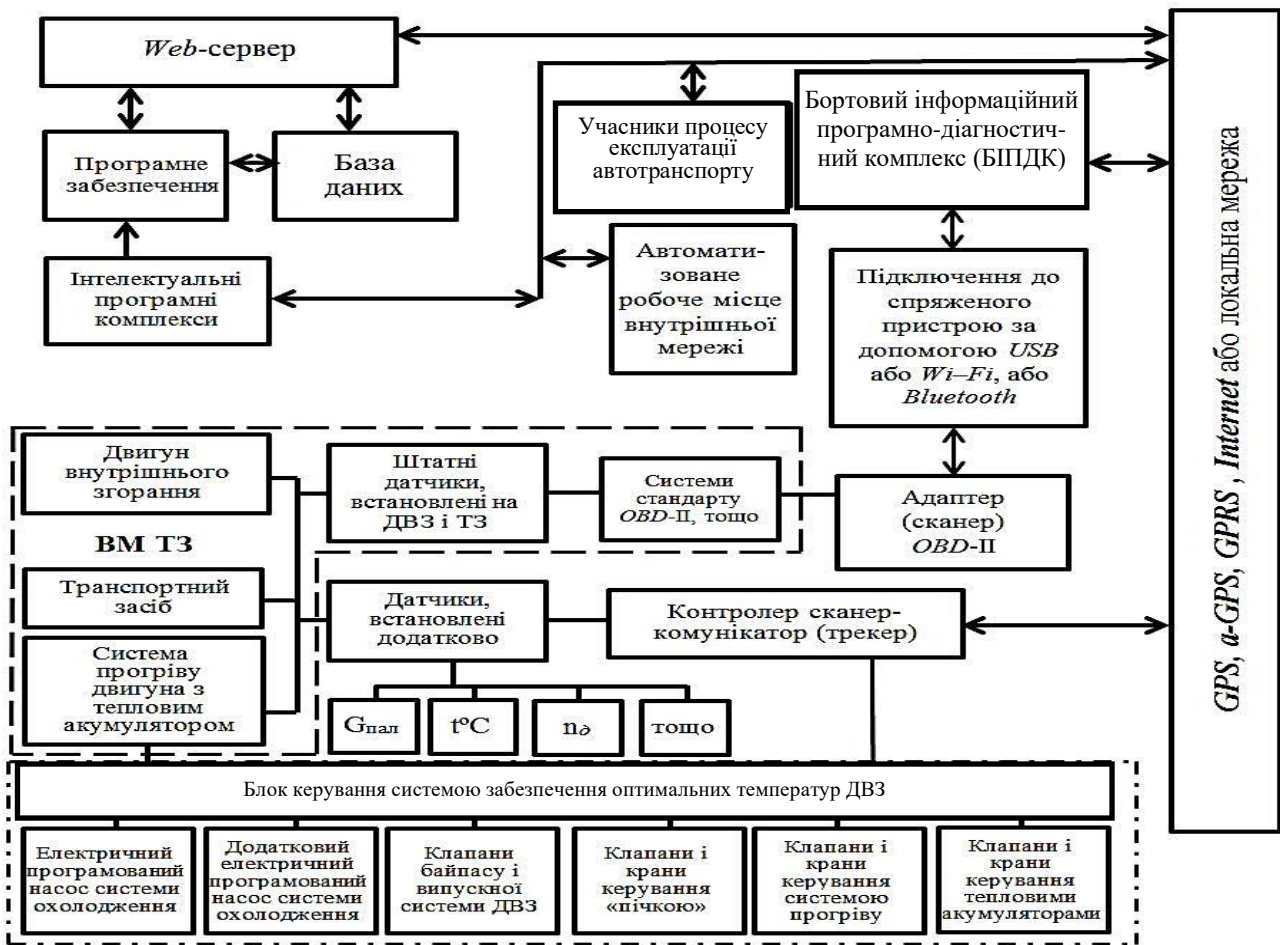 Web-сервер
Програмне
забезпечення
База
даних
Інтелектуальні
програмні
комплекси
Учасники процесу
експлуатації
автотранспорту
Бортовий інформаційний
програмно-діагностич-
ний комплекс (БІПДК)
Автомати-
зоване
робоче місце
внутрішньої
мережі
Підключення до
спряженого
пристрою за
допомогою USB
або Wi–Fi, або
Bluetooth
GPS, a-GPS, GPRS , Internet або локальна мережа
Двигун
внутрішнього
згорання
Штатні
датчики,
встановлені на
ДВЗ і ТЗ
Системи
стандарту
OBD-II, тощо
Адаптер
(сканер)
OBD-II
ВМ ТЗ
Транспортний
засіб
Датчики,
встановлені
додатково
Контролер сканер-
комунікатор (трекер)
Система
прогріву
двигуна з
тепловим
акумулятором
Gпал
t°C
n∂
тощо
Блок керування системою забезпечення оптимальних температур ДВЗ
Електричний
програмований
насос системи
охолодження
Додатковий
електричний
програмований
насос системи
охолодження
Клапани
байпасу і
випускної
системи ДВЗ
Клапани і
крани
керування
«пічкою»
Клапани і
крани
керування
системою
прогріву
Клапани і
крани
керування
тепловими
акумуляторами